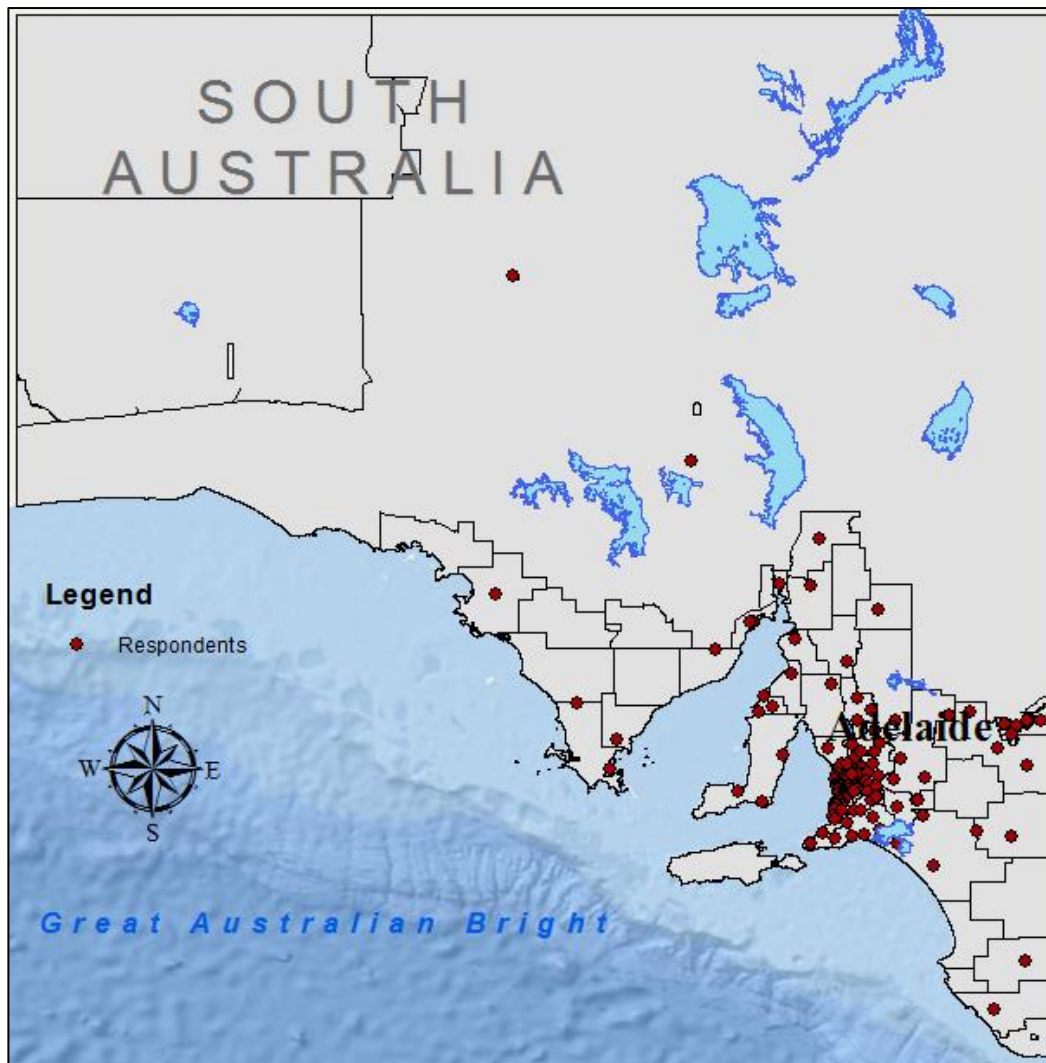 SOUTH
AUSTRALIA
Legend
Respondents
N
W
E
S
Adelaide
Great Australian Bright